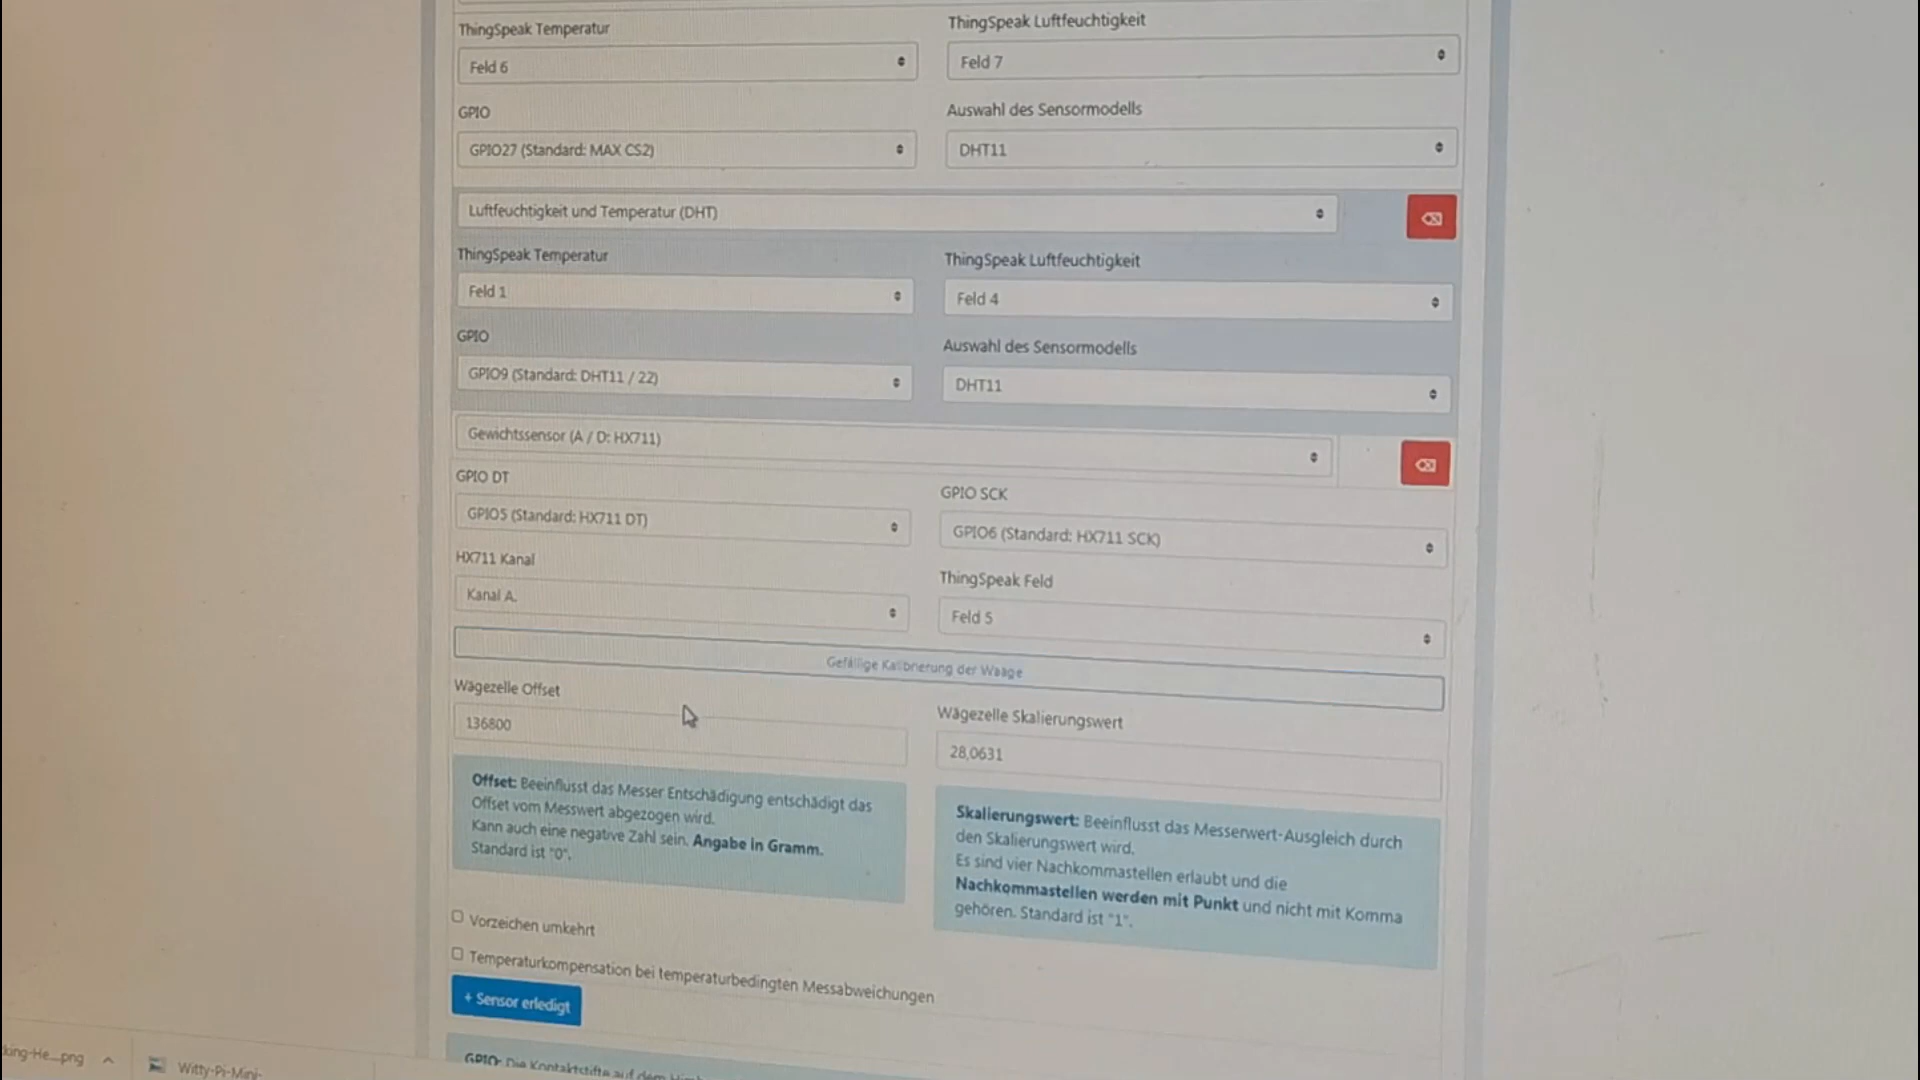 ThingSpeak Temperatur
ThingSpeak Luftfeuchtigkeit
Feld 6
Feld 7
GPIO
Auswahl des Sensormodells
GPIO27 (Standard: MAX CS2)
DHT11
Luftfeuchtigkeit und Temperatur (DHT)
ThingSpeak Temperatur
ThingSpeak Luftfeuchtigkeit
Feld 1
Feld 4
GPIO
Auswahl des Sensormodells
GPIO9 (Standard: DHT11 / 22)
DHT11
Gewichtssensor (A / D: HX711)
GPIO DT
GPIO SCK
GPIO5 (Standard: HX711 DT)
GPIO6 (Standard: HX711 SCK)
HX711 Kanal
ThingSpeak Feld
Kanal A.
Feld 5
Gefällige Kalibrierung der Waage
Wägezelle Offset
Wägezelle Skalierungswert
136800
28,0631
Offset: Beeinflusst das Messer Entschädigung entschädigt das
Offset vom Messwert abgezogen wird.
Kann auch eine negative Zahl sein. Angabe in Gramm.
Standard ist "0".
Skalierungswert: Beeinflusst das Messerwert-Ausgleich durch
den Skalierungswert wird.
Es sind vier Nachkommastellen erlaubt und die
Nachkommastellen werden mit Punkt und nicht mit Komma
gehören. Standard ist "1".
Vorzeichen umkehrt
Temperaturkompensation bei temperaturbedingten Messabweichungen
+ Sensor erledigt
GPIO: Die Kontaktstifte auf dem
king-He....png
Witty-Pi-Mini-